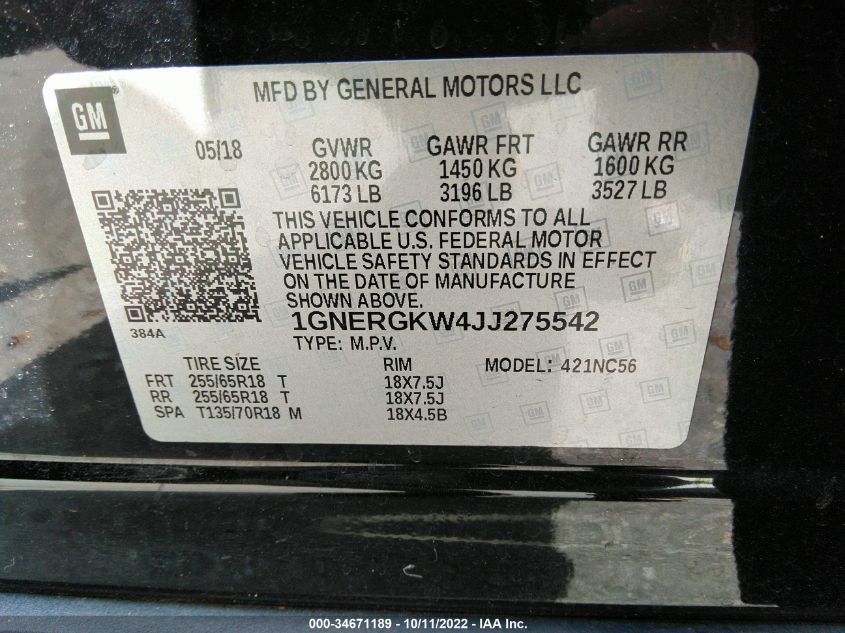 MFD BY GENERAL MOTORS LLC
GM
05/18 GVWR GAWR FRT GAWR RR
2800 KG 1450 KG 1600 KG
6173 LB 3196 LB 3527 LB
THIS VEHICLE CONFORMS TO ALL
APPLICABLE U.S. FEDERAL MOTOR
VEHICLE SAFETY STANDARDS IN EFFECT
ON THE DATE OF MANUFACTURE
SHOWN ABOVE.
384A
1GNERGKW4JJ275542
TYPE: M.P.V.
TIRE SIZE RIM MODEL: 421NC56
FRT 255/65R18 T 18X7.5J
RR 255/65R18 T 18X7.5J
SPA T135/70R18 M 18X4.5B
000-34671189 - 10/11/2022 - IAA Inc.